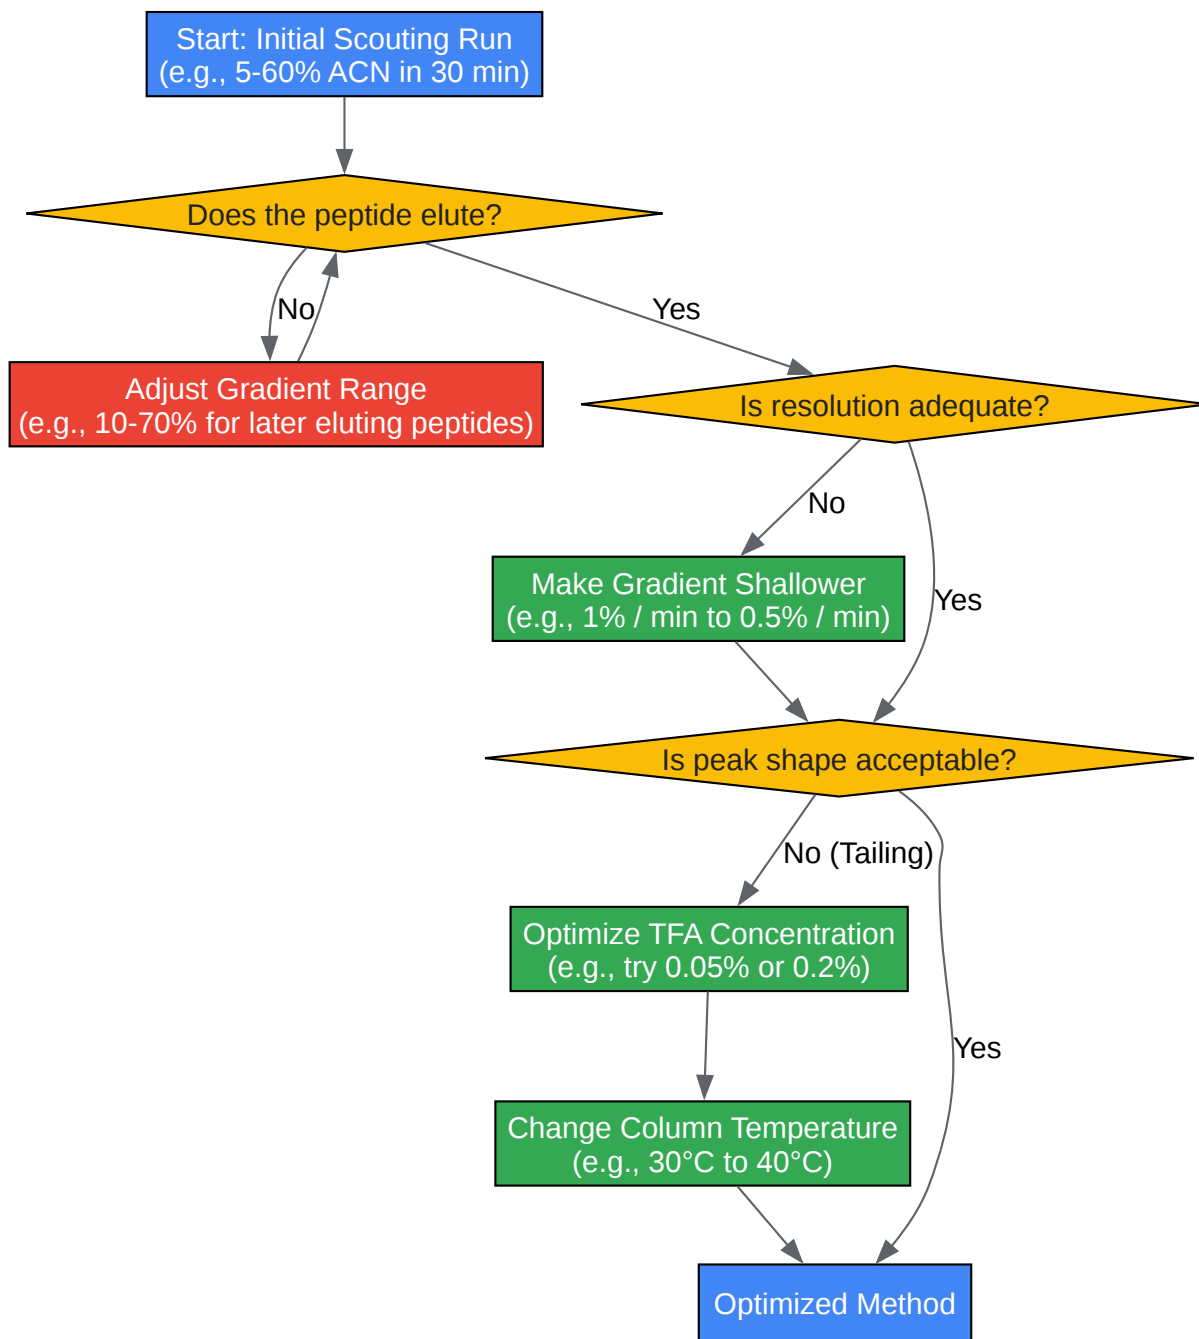 Start: Initial Scouting Run
(e.g., 5-60% ACN in 30 min)
Does the peptide elute?
No
Yes
Adjust Gradient Range
(e.g., 10-70% for later eluting peptides)
Is resolution adequate?
No
Make Gradient Shallower
(e.g., 1% / min to 0.5% / min)
Yes
Is peak shape acceptable?
No (Tailing)
Optimize TFA Concentration
(e.g., try 0.05% or 0.2%)
Yes
Change Column Temperature
(e.g., 30°C to 40°C)
Optimized Method